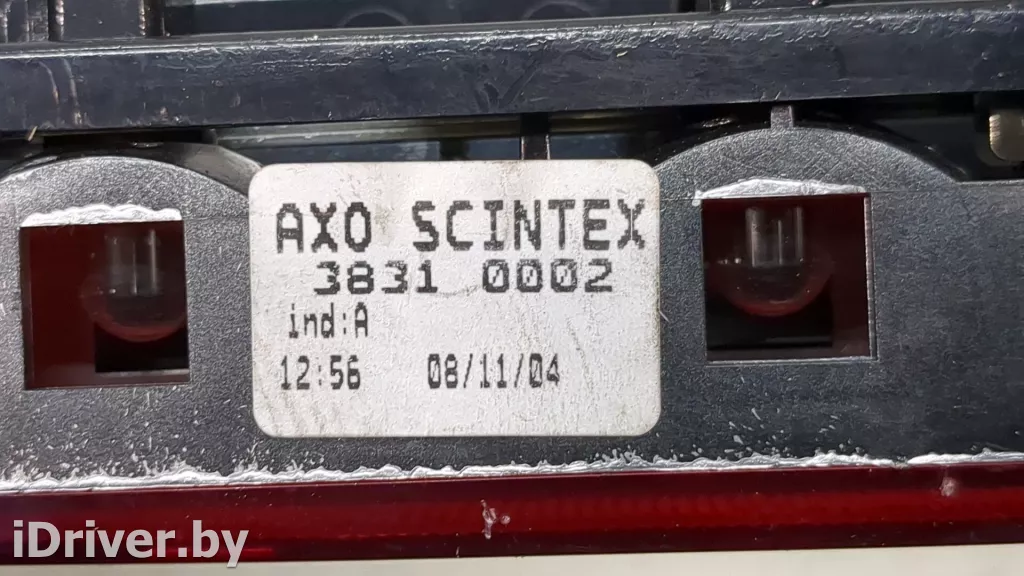 AXO SCINTEX
3831 0002
ind:A
12:56 08/11/04
iDriver.by